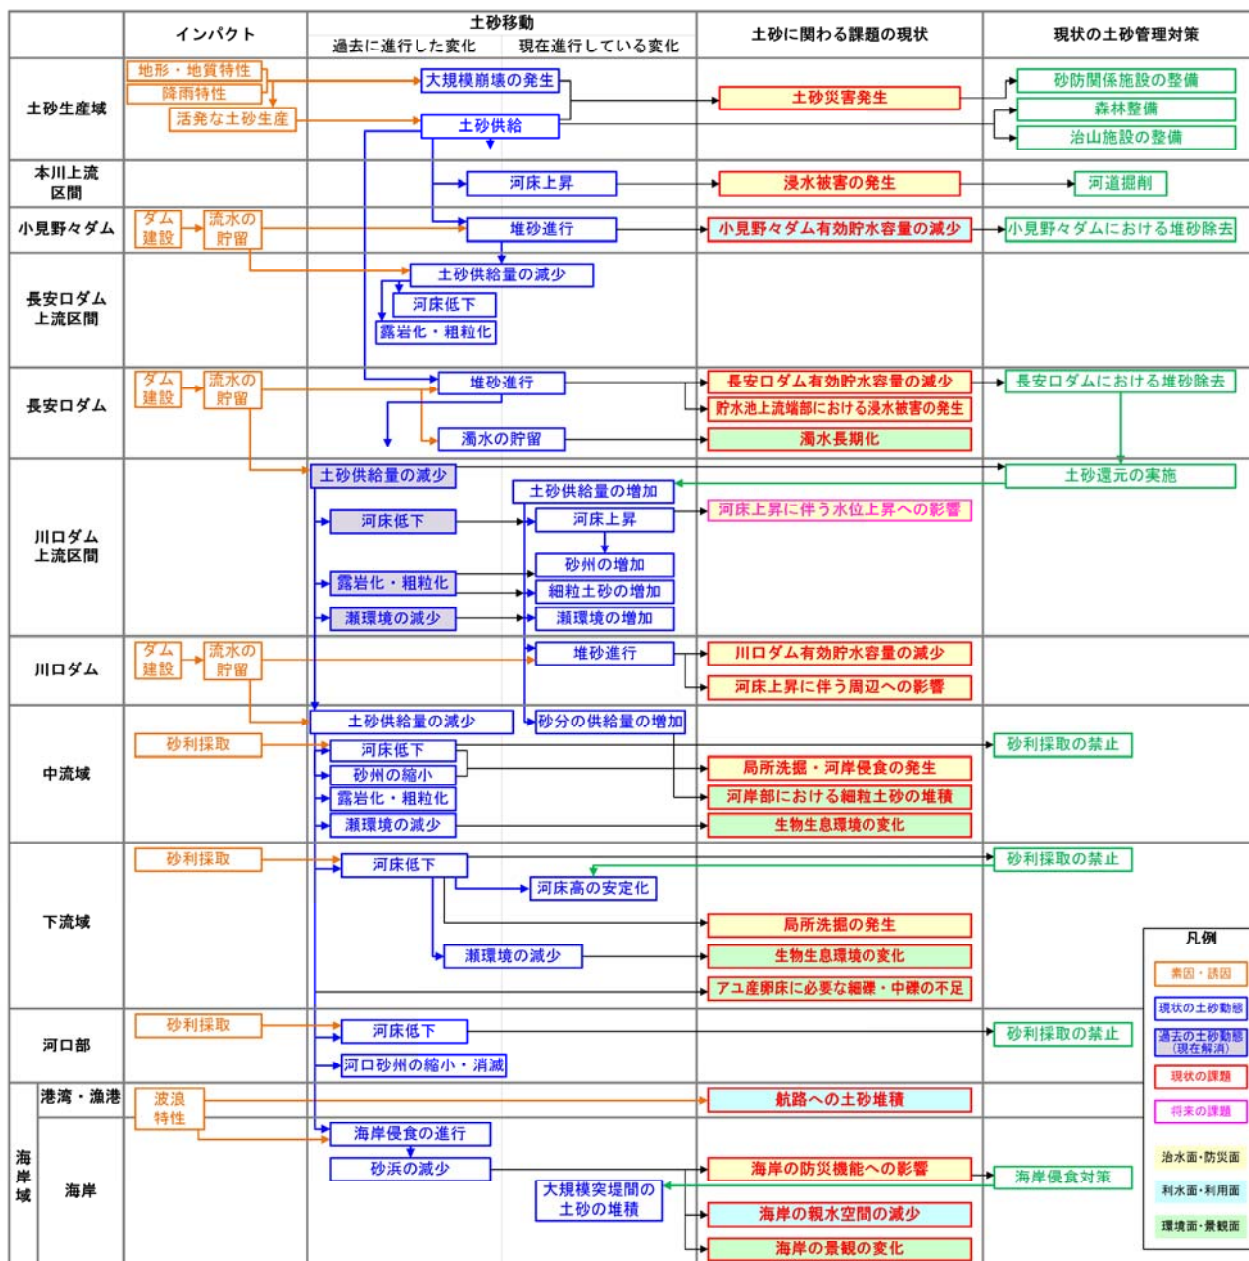 インパクト
土砂移動
過去に進行した変化
現在進行している変化
土砂に関わる課題の現状
現状の土砂管理対策
土砂生産域
地形・地質特性
降雨特性
活発な土砂生産
大規模崩壊の発生
土砂供給
土砂災害発生
砂防関係施設の整備
森林整備
治山施設の整備
本川上流
区間
河床上昇
浸水被害の発生
河道掘削
小見野々ダム
ダム
建設
流水の
貯留
堆砂進行
小見野々ダム有効貯水容量の減少
小見野々ダムにおける堆砂除去
長安口ダム
上流区間
土砂供給量の減少
河床低下
露岩化・粗粒化
長安口ダム
ダム
建設
流水の
貯留
堆砂進行
濁水の貯留
長安口ダム有効貯水容量の減少
貯水池上流端部における浸水被害の発生
濁水長期化
長安口ダムにおける堆砂除去
川口ダム
上流区間
土砂供給量の減少
河床低下
露岩化・粗粒化
瀬環境の減少
土砂供給量の増加
河床上昇
砂州の増加
細粒土砂の増加
瀬環境の増加
河床上昇に伴う水位上昇への影響
土砂還元の実施
川口ダム
ダム
建設
流水の
貯留
堆砂進行
川口ダム有効貯水容量の減少
河床上昇に伴う周辺への影響
中流域
砂利採取
土砂供給量の減少
河床低下
砂州の縮小
露岩化・粗粒化
瀬環境の減少
砂分の供給量の増加
局所洗掘・河岸侵食の発生
河岸部における細粒土砂の堆積
生物生息環境の変化
砂利採取の禁止
下流域
砂利採取
河床低下
河床高の安定化
瀬環境の減少
局所洗掘の発生
生物生息環境の変化
アユ産卵床に必要な細礫・中礫の不足
砂利採取の禁止
河口部
砂利採取
河床低下
河口砂州の縮小・消滅
砂利採取の禁止
海岸域
港湾・漁港
波浪
特性
航路への土砂堆積
海岸
海岸侵食の進行
砂浜の減少
大規模突堤間の
土砂の堆積
海岸の防災機能への影響
海岸の親水空間の減少
海岸の景観の変化
海岸侵食対策
凡例
素因・誘因
現状の土砂動態
過去の土砂動態
(現在解消)
現状の課題
将来の課題
治水面・防災面
利水面・利用面
環境面・景観面